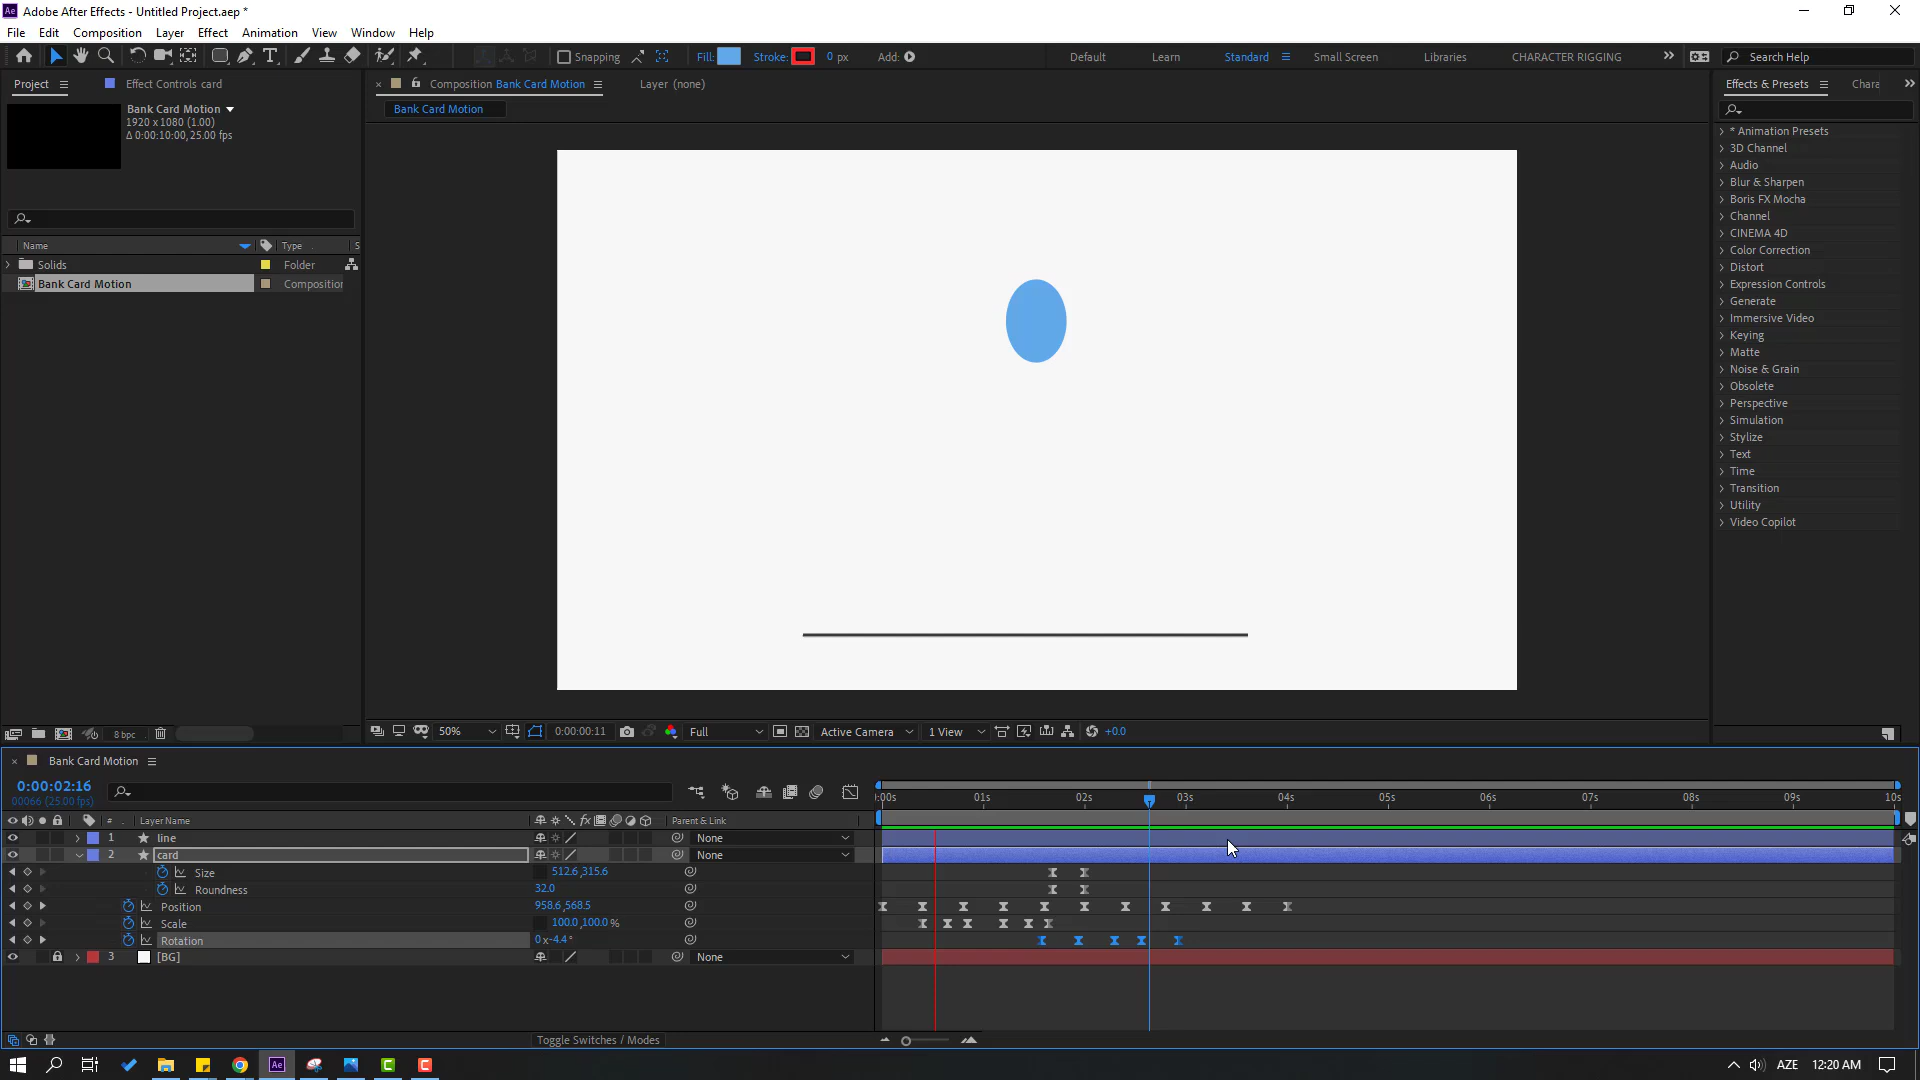 Adobe After Effects - Untitled Project.aep *
File Edit Composition Layer Effect Animation View Window Help
Snapping Fill: Stroke: 0 px Add: Default Learn Standard Small Screen Libraries CHARACTER RIGGING Search Help
Project Effect Controls card
Bank Card Motion
1920 x 1080 (1.00)
Δ 0:00:10:00, 25.00 fps
Name Type S
Solids Folder
Bank Card Motion Composition
8 bpc
Composition Bank Card Motion Layer (none)
Bank Card Motion
50% 0:00:00:11 Full Active Camera 1 View +0.0
Effects & Presets Chara
* Animation Presets
3D Channel
Audio
Blur & Sharpen
Boris FX Mocha
Channel
CINEMA 4D
Color Correction
Distort
Expression Controls
Generate
Immersive Video
Keying
Matte
Noise & Grain
Obsolete
Perspective
Simulation
Stylize
Text
Time
Transition
Utility
Video Copilot
Bank Card Motion
0:00:02:16
00066 (25.00 fps)
:00s 01s 02s 03s 04s 05s 06s 07s 08s 09s 10s
# Layer Name Parent & Link
1 line None
2 card None
Size 512.6,315.6
Roundness 32.0
Position 958.6,568.5
Scale 100.0,100.0 %
Rotation 0x-4.4°
3 [BG] None
Toggle Switches / Modes
AZE 12:20 AM